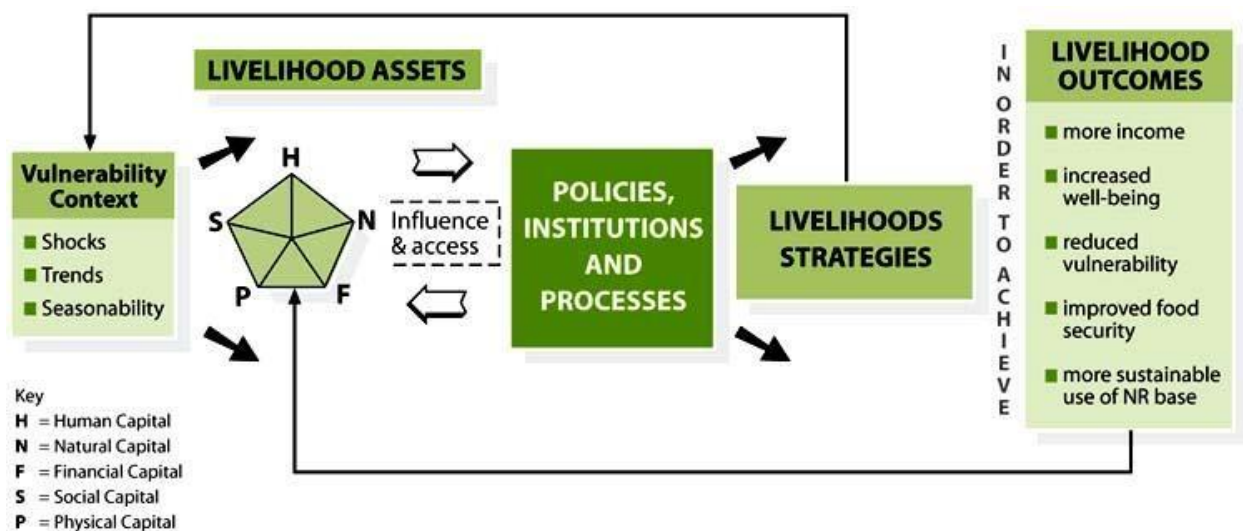 LIVELIHOOD ASSETS
Vulnerability
Context
Shocks
Trends
Seasonability
H
S
N
P
F
Influence
& access
POLICIES,
INSTITUTIONS
AND
PROCESSES
LIVELIHOODS
STRATEGIES
IN ORDER TO ACHIEVE
LIVELIHOOD
OUTCOMES
more income
increased
well-being
reduced
vulnerability
improved food
security
more sustainable
use of NR base
Key
H = Human Capital
N = Natural Capital
F = Financial Capital
S = Social Capital
P = Physical Capital